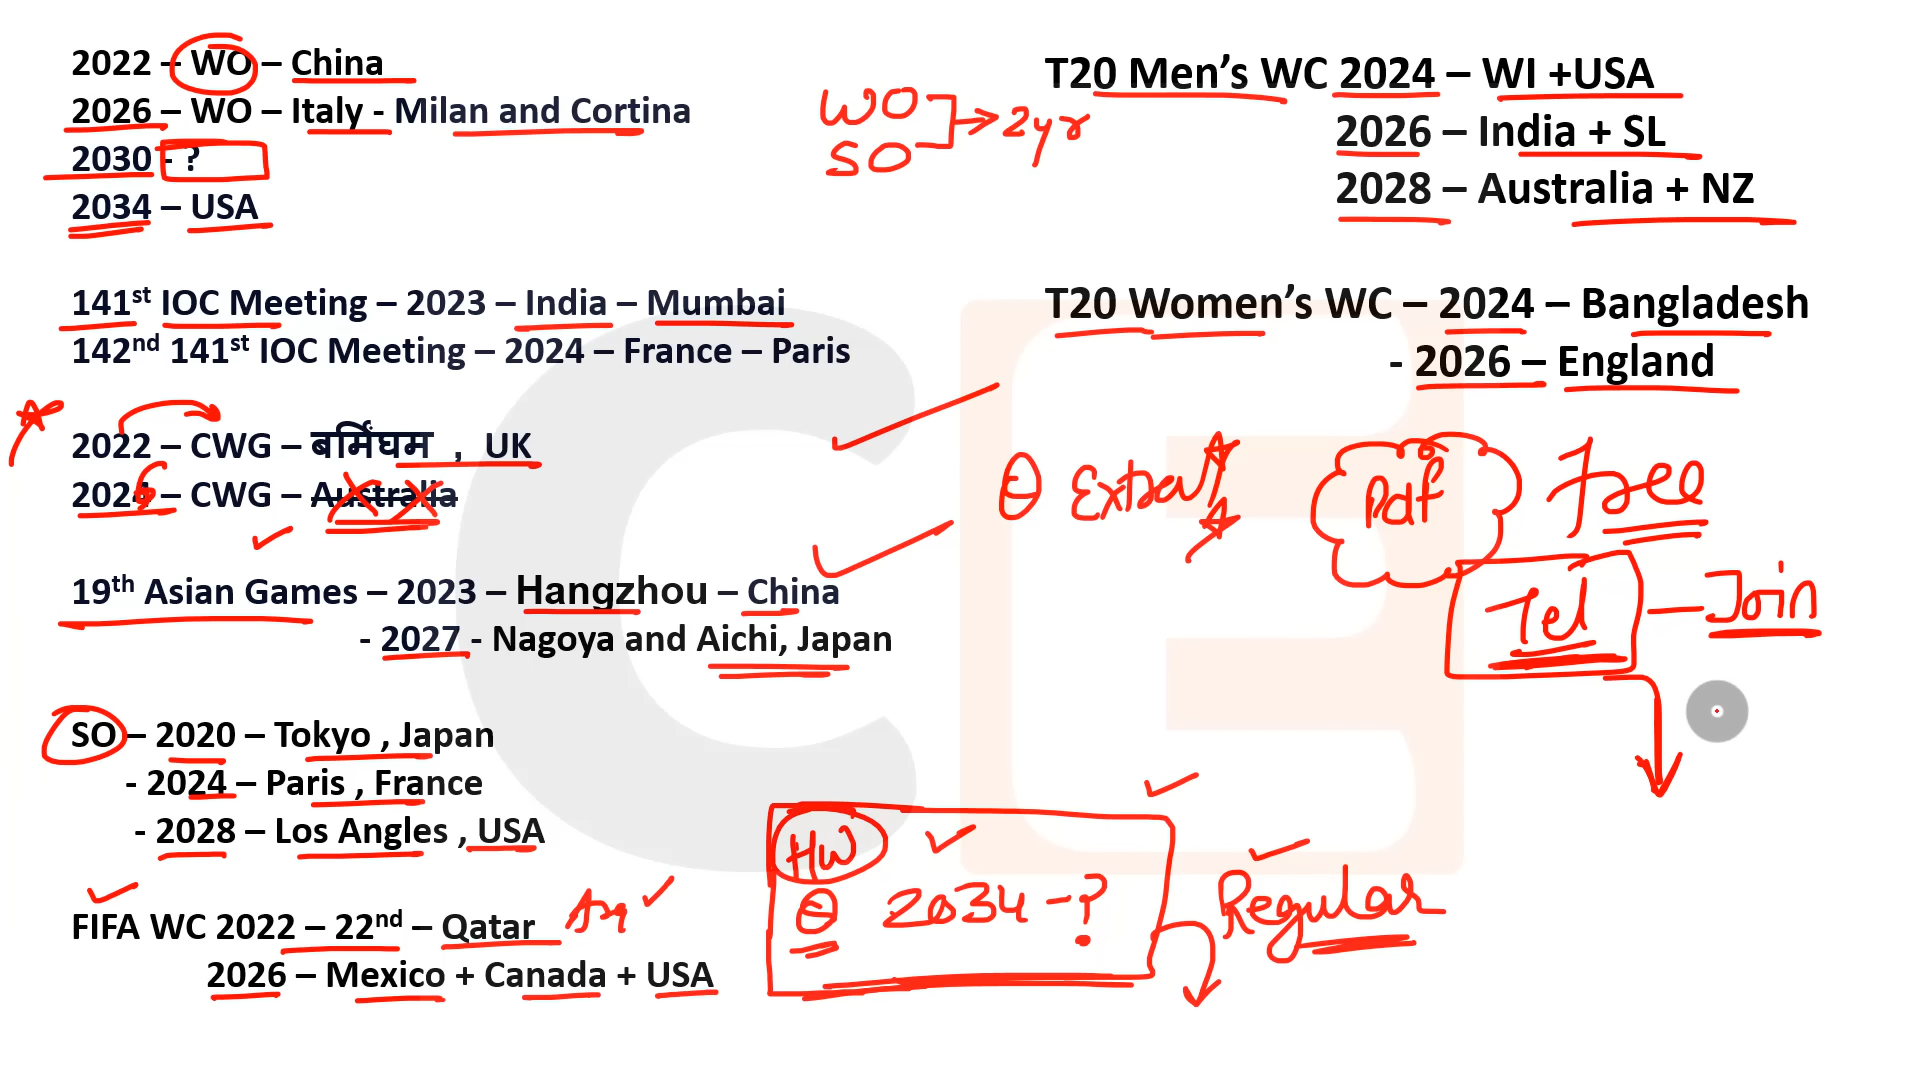 2022 – WO – China
2026 – WO – Italy - Milan and Cortina
2030 - ?
2034 – USA
WO
SO
2yr
T20 Men’s WC 2024 – WI +USA
2026 – India + SL
2028 – Australia + NZ
141st IOC Meeting – 2023 – India – Mumbai
142nd 141st IOC Meeting – 2024 – France – Paris
T20 Women’s WC – 2024 – Bangladesh
- 2026 – England
2022 – CWG – बर्मिंघम , UK
2024 – CWG – Australia
Extra
Pdf
Free
Tel
Join
19th Asian Games – 2023 – Hangzhou – China
- 2027 - Nagoya and Aichi, Japan
SO – 2020 – Tokyo , Japan
- 2024 – Paris , France
- 2028 – Los Angles , USA
HW
2034 - ?
Regular
FIFA WC 2022 – 22nd – Qatar
2026 – Mexico + Canada + USA